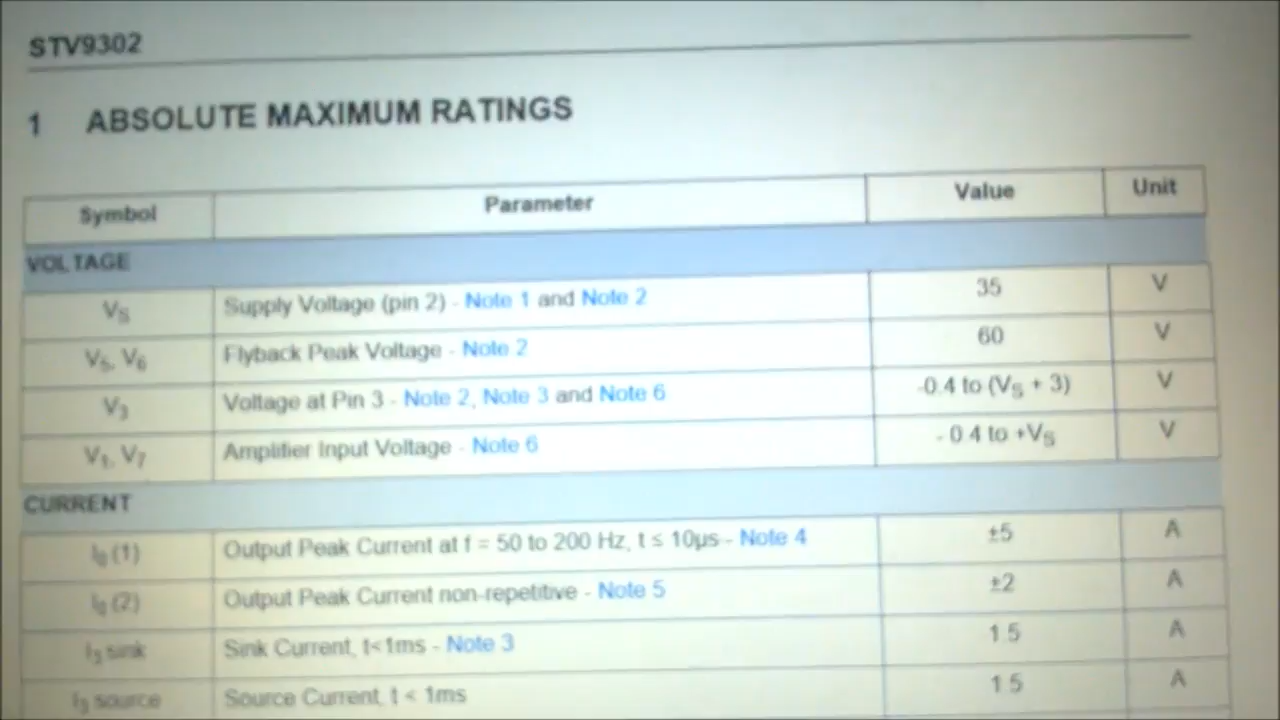 STV9302
1 ABSOLUTE MAXIMUM RATINGS
Symbol Parameter Value Unit
VOLTAGE
VS Supply Voltage (pin 2) - Note 1 and Note 2 35 V
V5, V6 Flyback Peak Voltage - Note 2 60 V
V3 Voltage at Pin 3 - Note 2, Note 3 and Note 6 -0.4 to (VS + 3) V
V1, V7 Amplifier Input Voltage - Note 6 - 0.4 to +VS V
CURRENT
I0 (1) Output Peak Current at f = 50 to 200 Hz, t ≤ 10µs - Note 4 ±5 A
I0 (2) Output Peak Current non-repetitive - Note 5 ±2 A
I3 sink Sink Current, t<1ms - Note 3 1.5 A
I3 source Source Current, t < 1ms 1.5 A